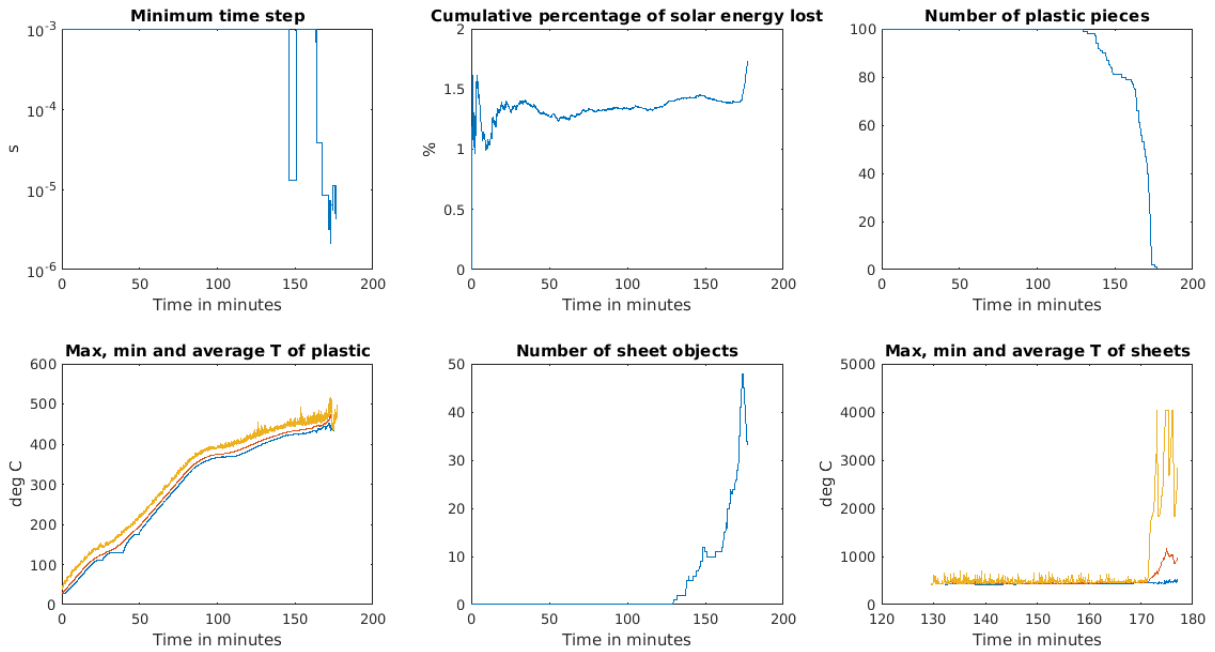 Minimum time step
10^-3
10^-4
10^-5
10^-6
s
0 50 100 150 200
Time in minutes
Cumulative percentage of solar energy lost
2
1.5
1
0.5
0
%
0 50 100 150 200
Time in minutes
Number of plastic pieces
100
80
60
40
20
0
0 50 100 150 200
Time in minutes
Max, min and average T of plastic
600
500
400
300
200
100
0
deg C
0 50 100 150 200
Time in minutes
Number of sheet objects
50
40
30
20
10
0
0 50 100 150 200
Time in minutes
Max, min and average T of sheets
5000
4000
3000
2000
1000
0
deg C
120 130 140 150 160 170 180
Time in minutes